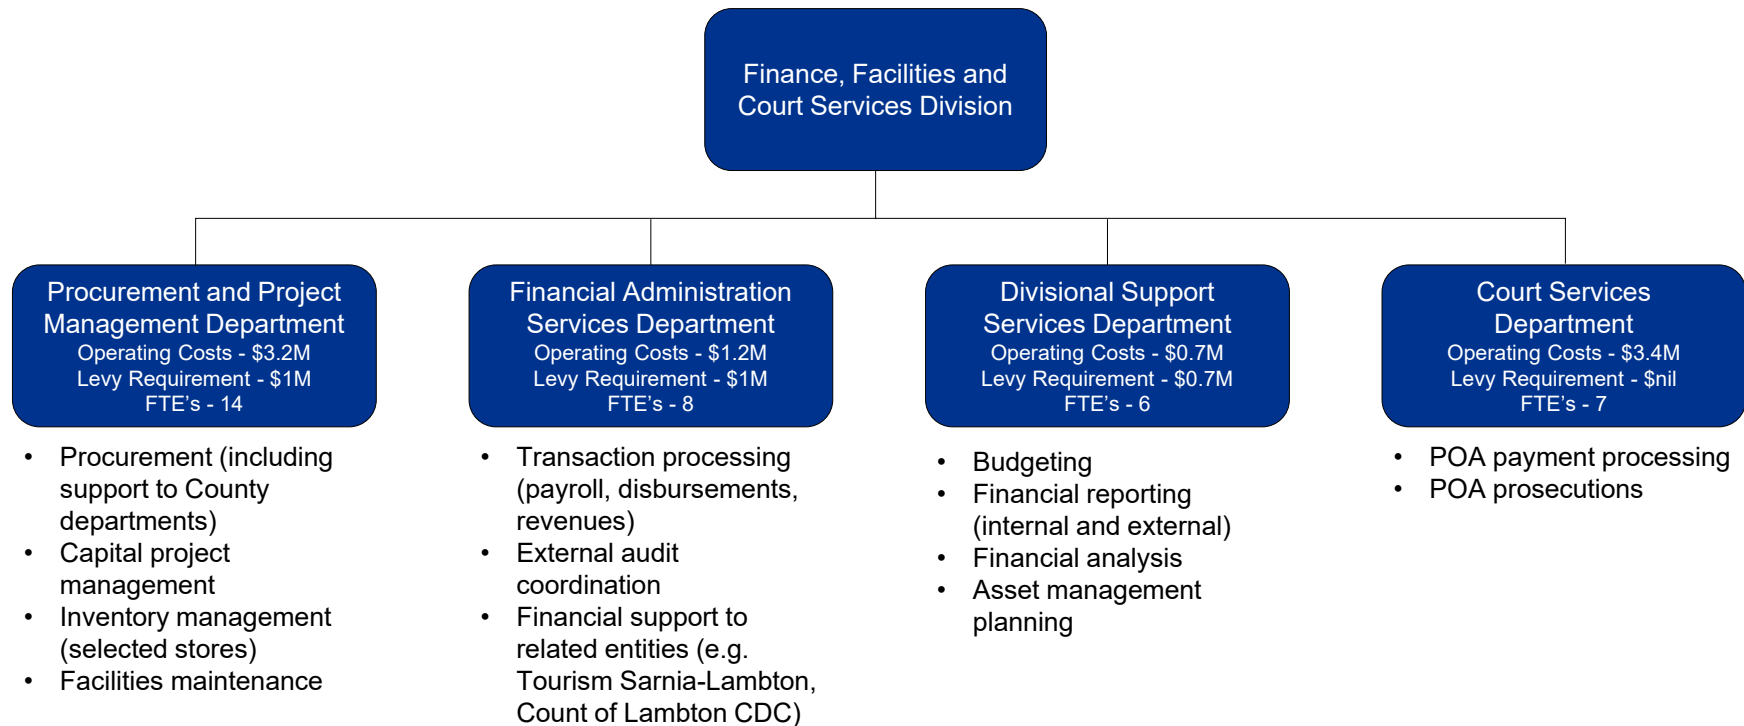 Finance, Facilities and
Court Services Division
Procurement and Project
Management Department
Operating Costs - $3.2M
Levy Requirement - $1M
FTE's - 14
• Procurement (including
support to County
departments)
• Capital project
management
• Inventory management
(selected stores)
• Facilities maintenance
Financial Administration
Services Department
Operating Costs - $1.2M
Levy Requirement - $1M
FTE's - 8
• Transaction processing
(payroll, disbursements,
revenues)
• External audit
coordination
• Financial support to
related entities (e.g.
Tourism Sarnia-Lambton,
Count of Lambton CDC)
Divisional Support
Services Department
Operating Costs - $0.7M
Levy Requirement - $0.7M
FTE's - 6
• Budgeting
• Financial reporting
(internal and external)
• Financial analysis
• Asset management
planning
Court Services
Department
Operating Costs - $3.4M
Levy Requirement - $nil
FTE's - 7
• POA payment processing
• POA prosecutions